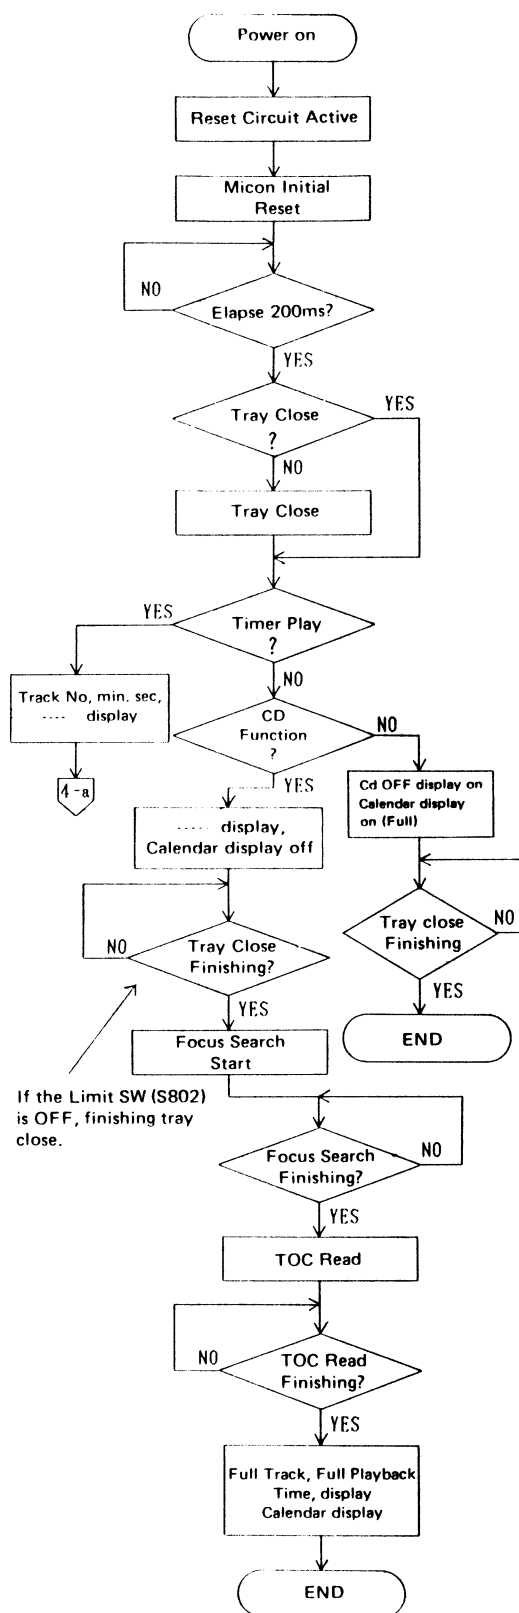 Power on
Reset Circuit Active
Micon Initial
Reset
NO
Elapse 200ms?
YES
Tray Close
?
YES
NO
Tray Close
YES
Timer Play
?
NO
Track No, min. sec,
---- display
4-a
CD
Function
?
NO
YES
Cd OFF display on
Calendar display
on (Full)
---- display,
Calendar display off
NO
Tray Close
Finishing?
YES
Tray close
Finishing
NO
YES
END
Focus Search
Start
If the Limit SW (S802)
is OFF, finishing tray
close.
Focus Search
Finishing?
NO
YES
TOC Read
NO
TOC Read
Finishing?
YES
Full Track, Full Playback
Time, display
Calendar display
END